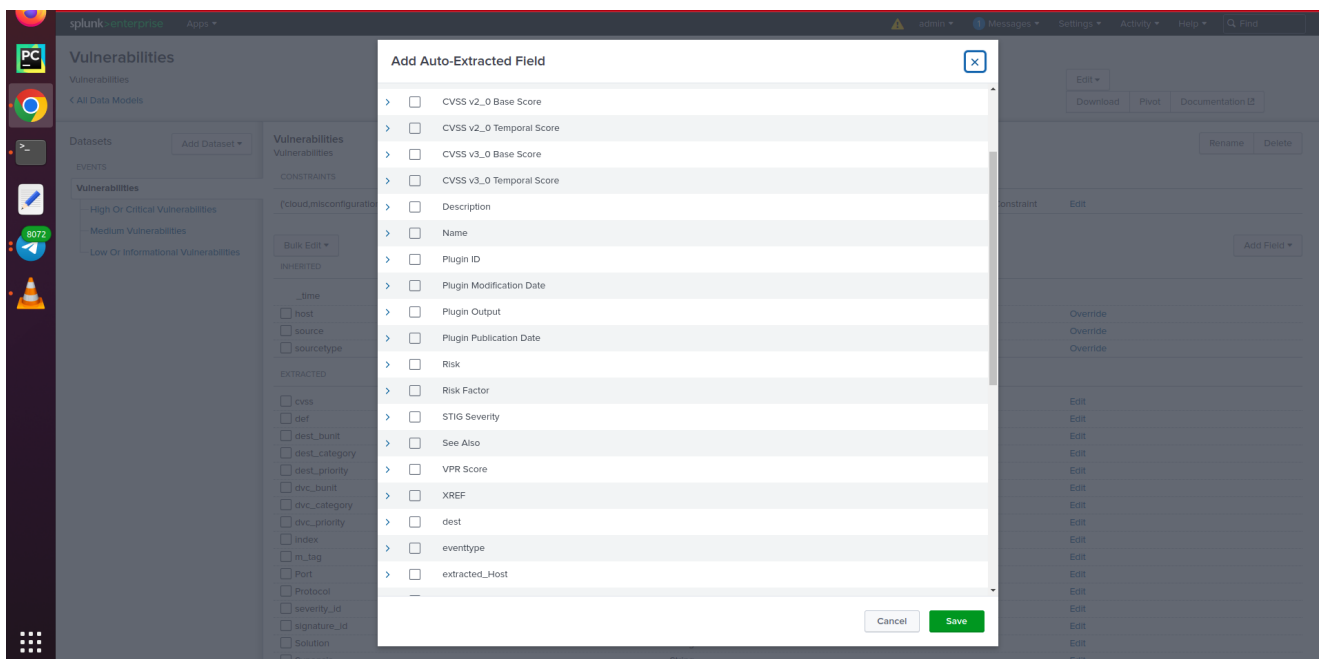 splunk>enterprise Apps ▾ admin ▾ 1 Messages ▾ Settings ▾ Activity ▾ Help ▾ Find
PC
8072
Vulnerabilities
Vulnerabilities
< All Data Models
Edit ▾
Download Pivot Documentation
Datasets Add Dataset ▾
EVENTS
Vulnerabilities
High Or Critical Vulnerabilities
Medium Vulnerabilities
Low Or Informational Vulnerabilities
Vulnerabilities
Vulnerabilities
Rename Delete
CONSTRAINTS
('cloud.misconfiguration
Constraint Edit
Bulk Edit ▾
Add Field ▾
INHERITED
_time
host Override
source Override
sourcetype Override
EXTRACTED
cvss Edit
def Edit
dest_bunit Edit
dest_category Edit
dest_priority Edit
dvc_bunit Edit
dvc_category Edit
dvc_priority Edit
index Edit
m_tag Edit
Port Edit
Protocol Edit
severity_id Edit
signature_id Edit
Solution Edit
Add Auto-Extracted Field
CVSS v2_0 Base Score
CVSS v2_0 Temporal Score
CVSS v3_0 Base Score
CVSS v3_0 Temporal Score
Description
Name
Plugin ID
Plugin Modification Date
Plugin Output
Plugin Publication Date
Risk
Risk Factor
STIG Severity
See Also
VPR Score
XREF
dest
eventtype
extracted_Host
Cancel Save